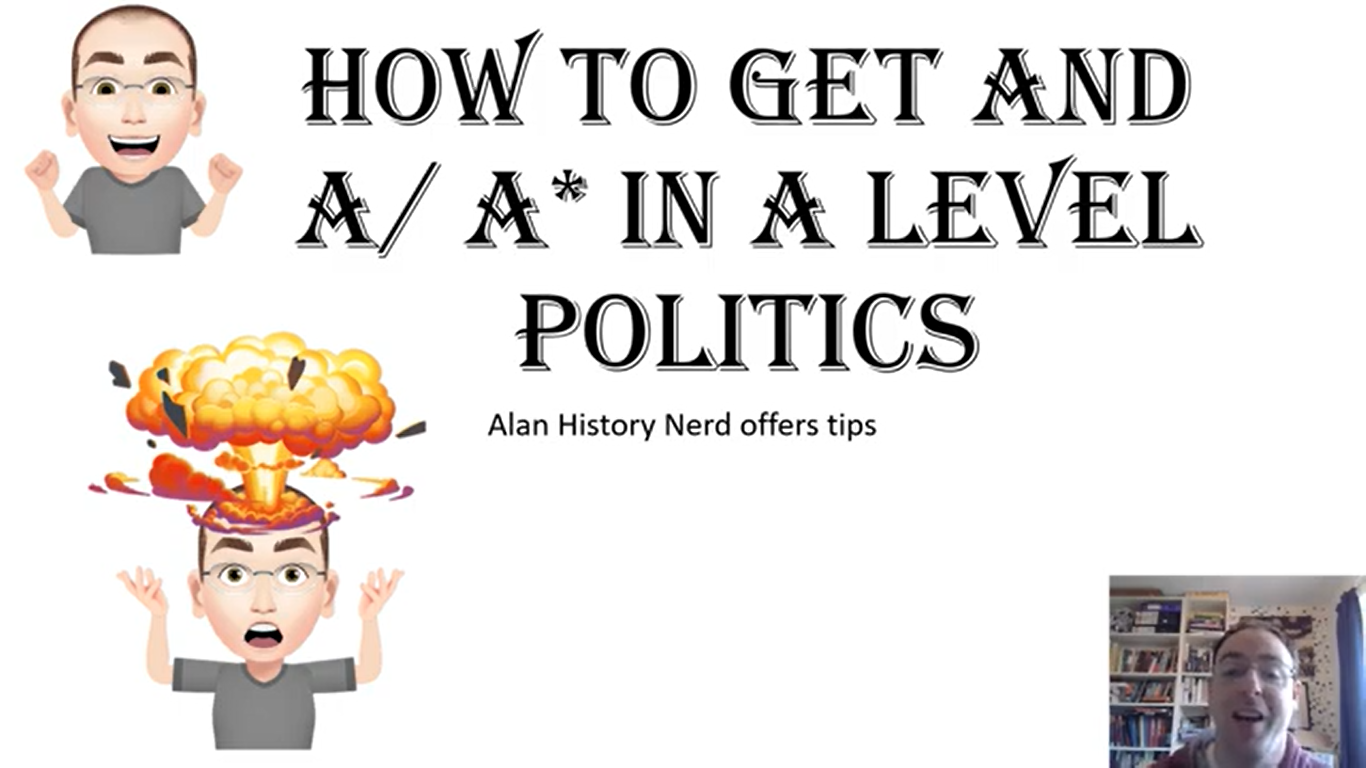 HOW TO GET AND
A/ A* IN A LEVEL
POLITICS
Alan History Nerd offers tips